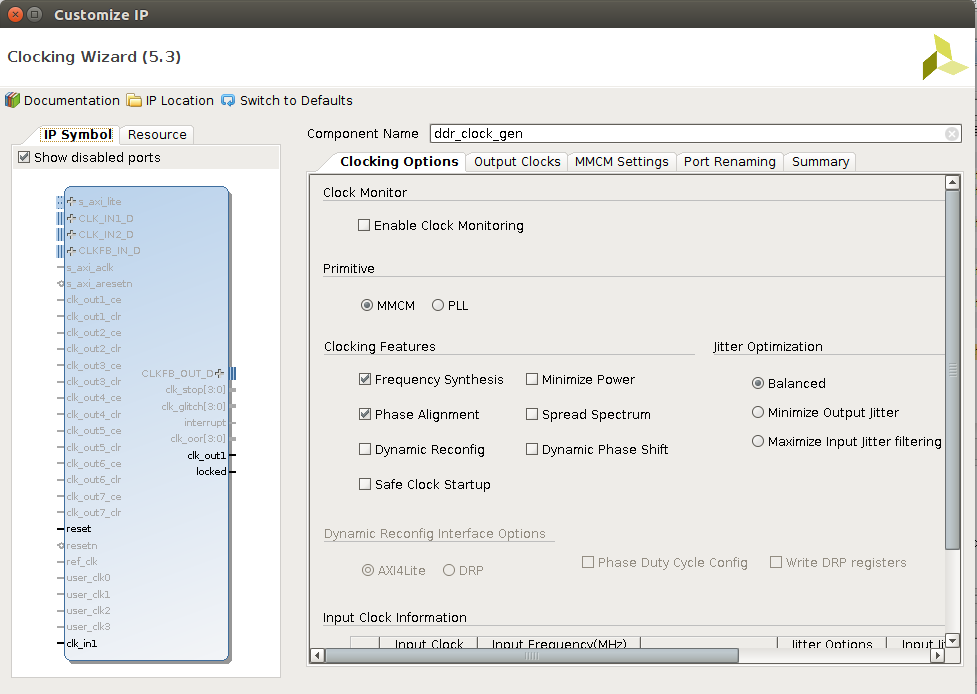 Customize IP
Clocking Wizard (5.3)
Documentation IP Location Switch to Defaults
IP Symbol Resource
Show disabled ports
s_axi_lite
CLK_IN1_D
CLK_IN2_D
CLKFB_IN_D
s_axi_aclk
s_axi_aresetn
clk_out1_ce
clk_out1_clr
clk_out2_ce
clk_out2_clr
clk_out3_ce
clk_out3_clr
clk_out4_ce
clk_out4_clr
clk_out5_ce
clk_out5_clr
clk_out6_ce
clk_out6_clr
clk_out7_ce
clk_out7_clr
reset
resetn
ref_clk
user_clk0
user_clk1
user_clk2
user_clk3
clk_in1
CLKFB_OUT_D
clk_stop[3:0]
clk_glitch[3:0]
interrupt
clk_oor[3:0]
clk_out1
locked
Component Name ddr_clock_gen
Clocking Options Output Clocks MMCM Settings Port Renaming Summary
Clock Monitor
Enable Clock Monitoring
Primitive
MMCM PLL
Clocking Features
Frequency Synthesis Minimize Power
Phase Alignment Spread Spectrum
Dynamic Reconfig Dynamic Phase Shift
Safe Clock Startup
Jitter Optimization
Balanced
Minimize Output Jitter
Maximize Input Jitter filtering
Dynamic Reconfig Interface Options
AXI4Lite DRP Phase Duty Cycle Config Write DRP registers
Input Clock Information
Input Clock Input Frequency(MHz) Jitter Options Input